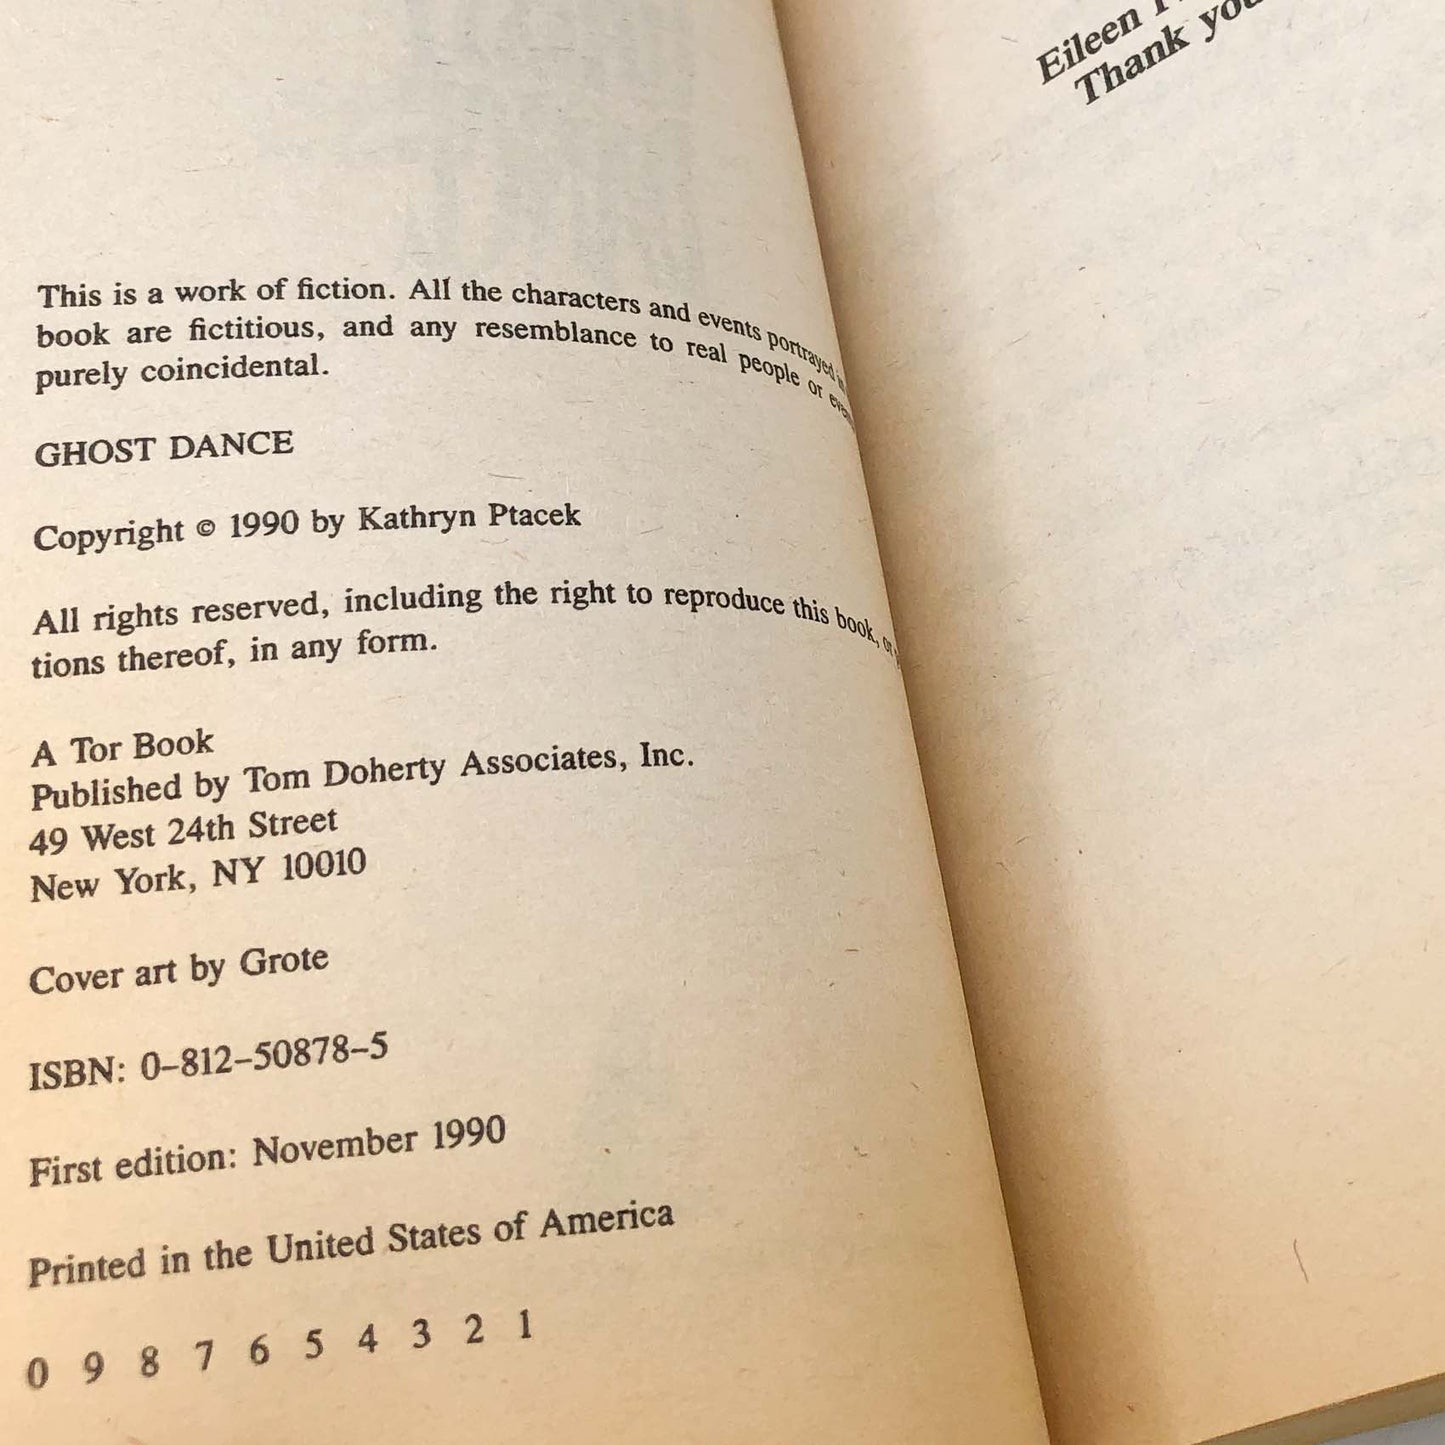 This is a work of fiction. All the characters and events portrayed in
book are fictitious, and any resemblance to real people or
purely coincidental.
GHOST DANCE
Copyright © 1990 by Kathryn Ptacek
All rights reserved, including the right to reproduce this book, or
tions thereof, in any form.
A Tor Book
Published by Tom Doherty Associates, Inc.
49 West 24th Street
New York, NY 10010
Cover art by Grote
ISBN: 0–812–50878–5
First edition: November 1990
Printed in the United States of America
0 9 8 7 6 5 4 3 2 1
Eileen
Thank you